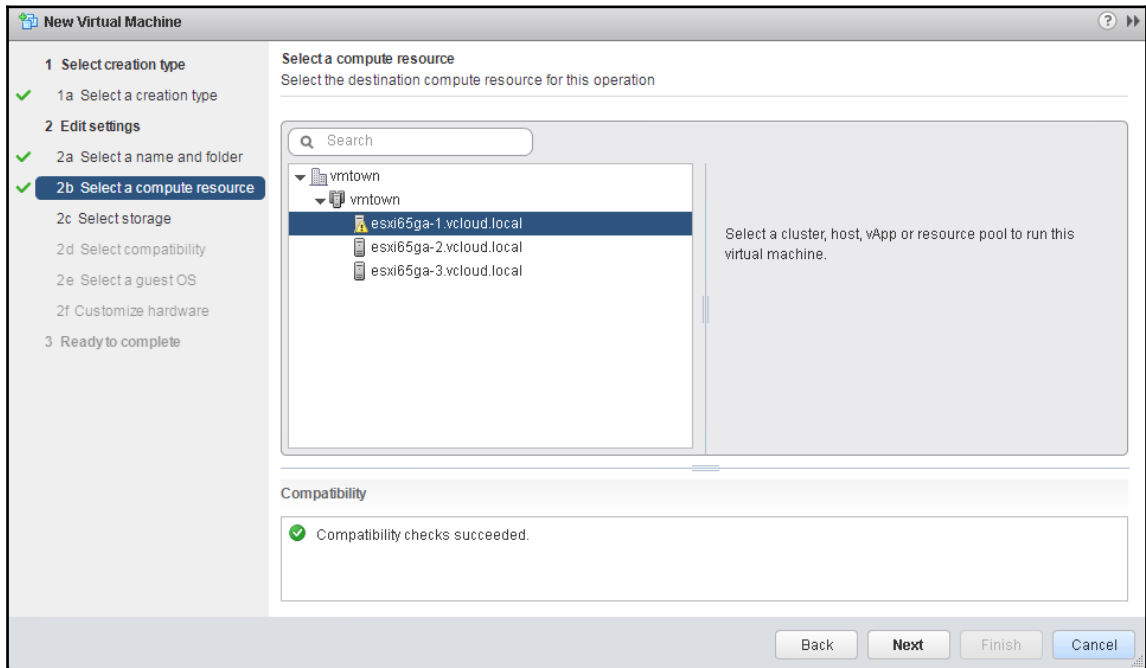 New Virtual Machine
?
1 Select creation type
1a Select a creation type
2 Edit settings
2a Select a name and folder
2b Select a compute resource
2c Select storage
2d Select compatibility
2e Select a guest OS
2f Customize hardware
3 Ready to complete
Select a compute resource
Select the destination compute resource for this operation
Search
vmtown
vmtown
esxi65ga-1.vcloud.local
esxi65ga-2.vcloud.local
esxi65ga-3.vcloud.local
Select a cluster, host, vApp or resource pool to run this
virtual machine.
Compatibility
Compatibility checks succeeded.
Back Next Finish Cancel